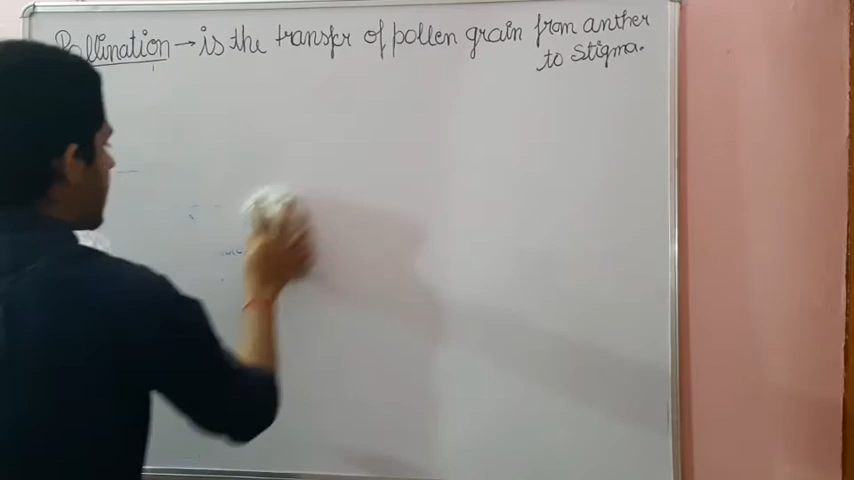 Pollination → is the transfr of pollen grain from anther
to stigma.